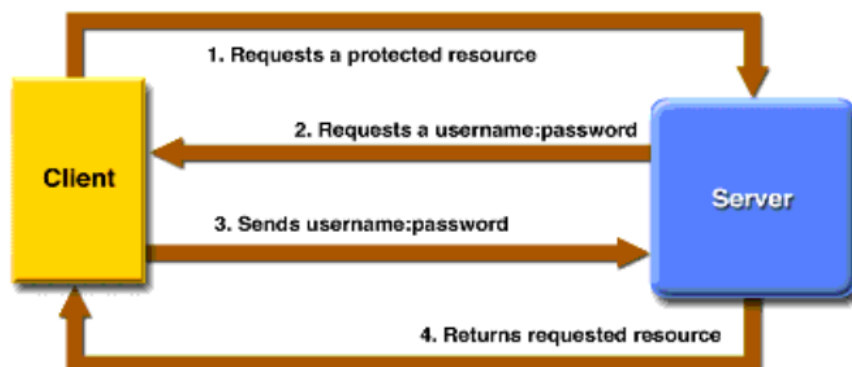 1. Requests a protected resource
2. Requests a username:password
Client
Server
3. Sends username:password
4. Returns requested resource